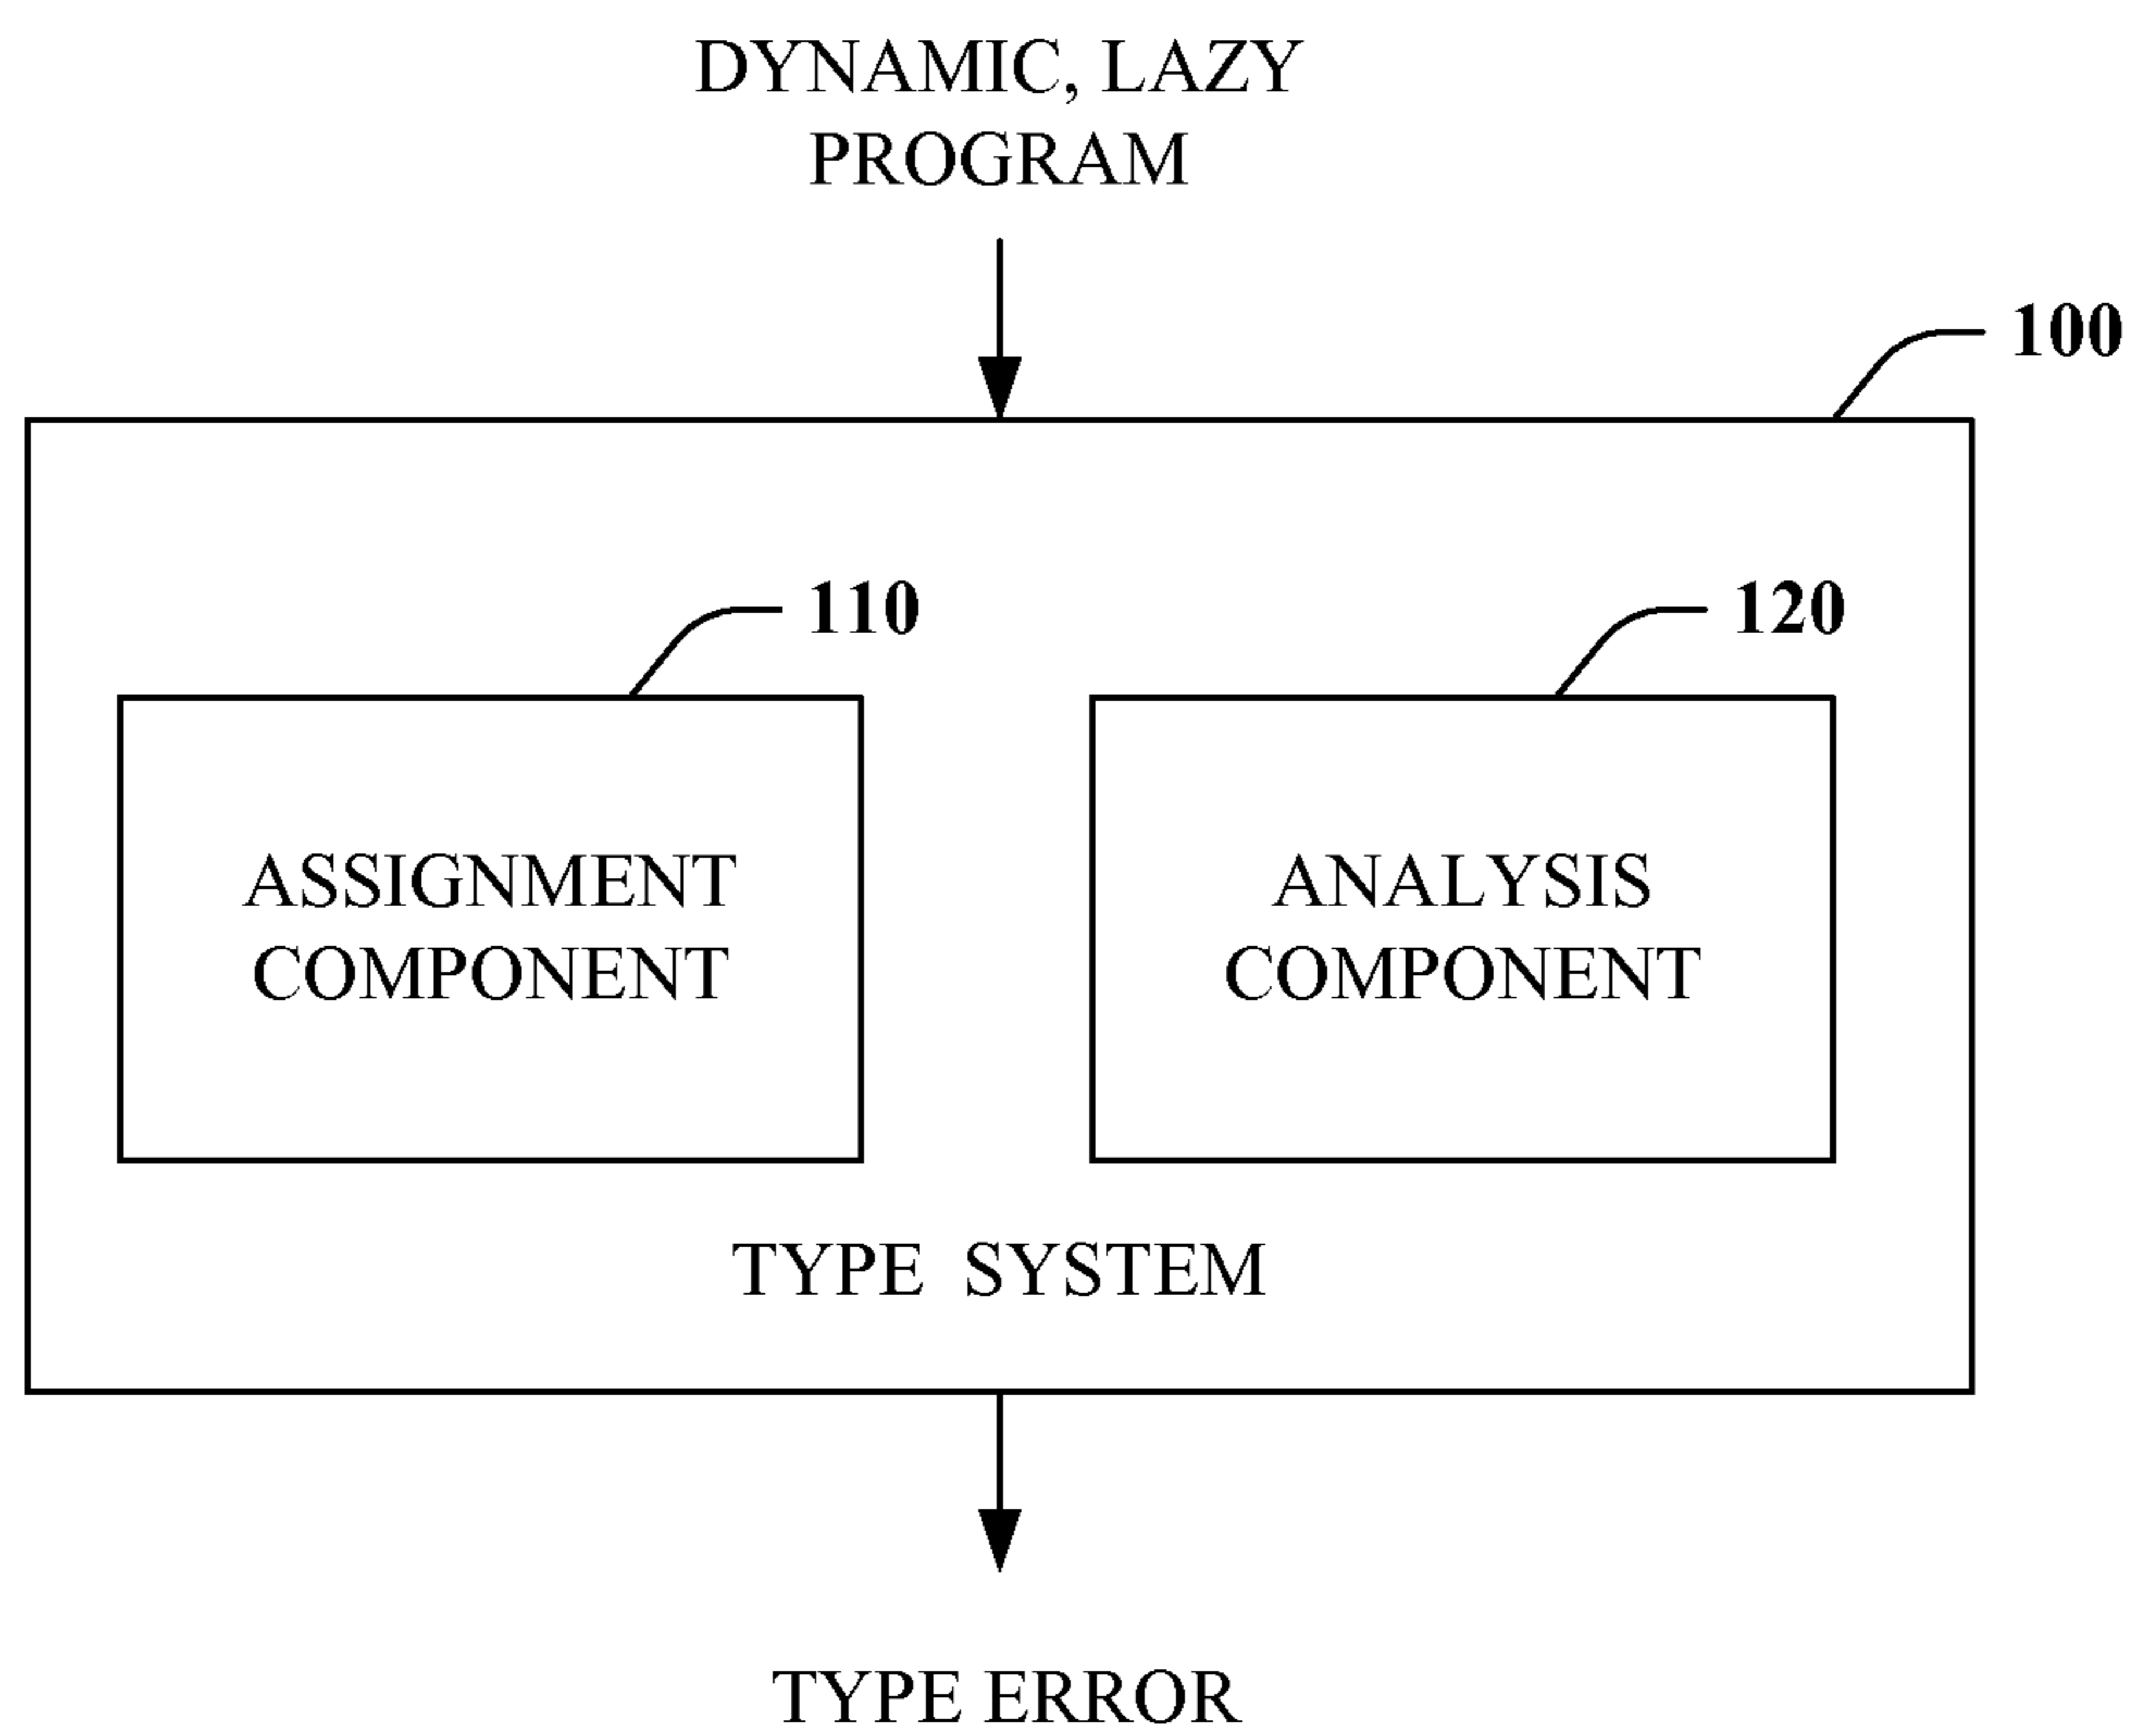 DYNAMIC, LAZY
PROGRAM
100
110
120
ASSIGNMENT
COMPONENT
ANALYSIS
COMPONENT
TYPE SYSTEM
TYPE ERROR